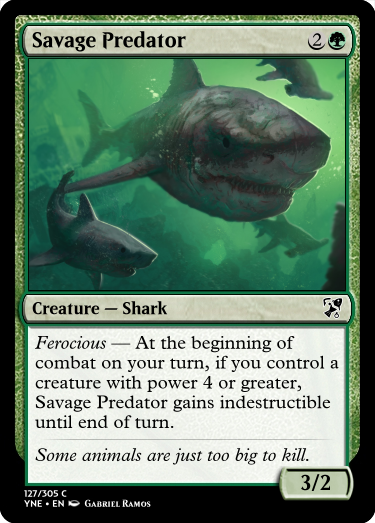 Savage Predator 2
Creature — Shark
Ferocious — At the beginning of
combat on your turn, if you control a
creature with power 4 or greater,
Savage Predator gains indestructible
until end of turn.
Some animals are just too big to kill.
3/2
127/305 C
YNE • EN Gabriel Ramos